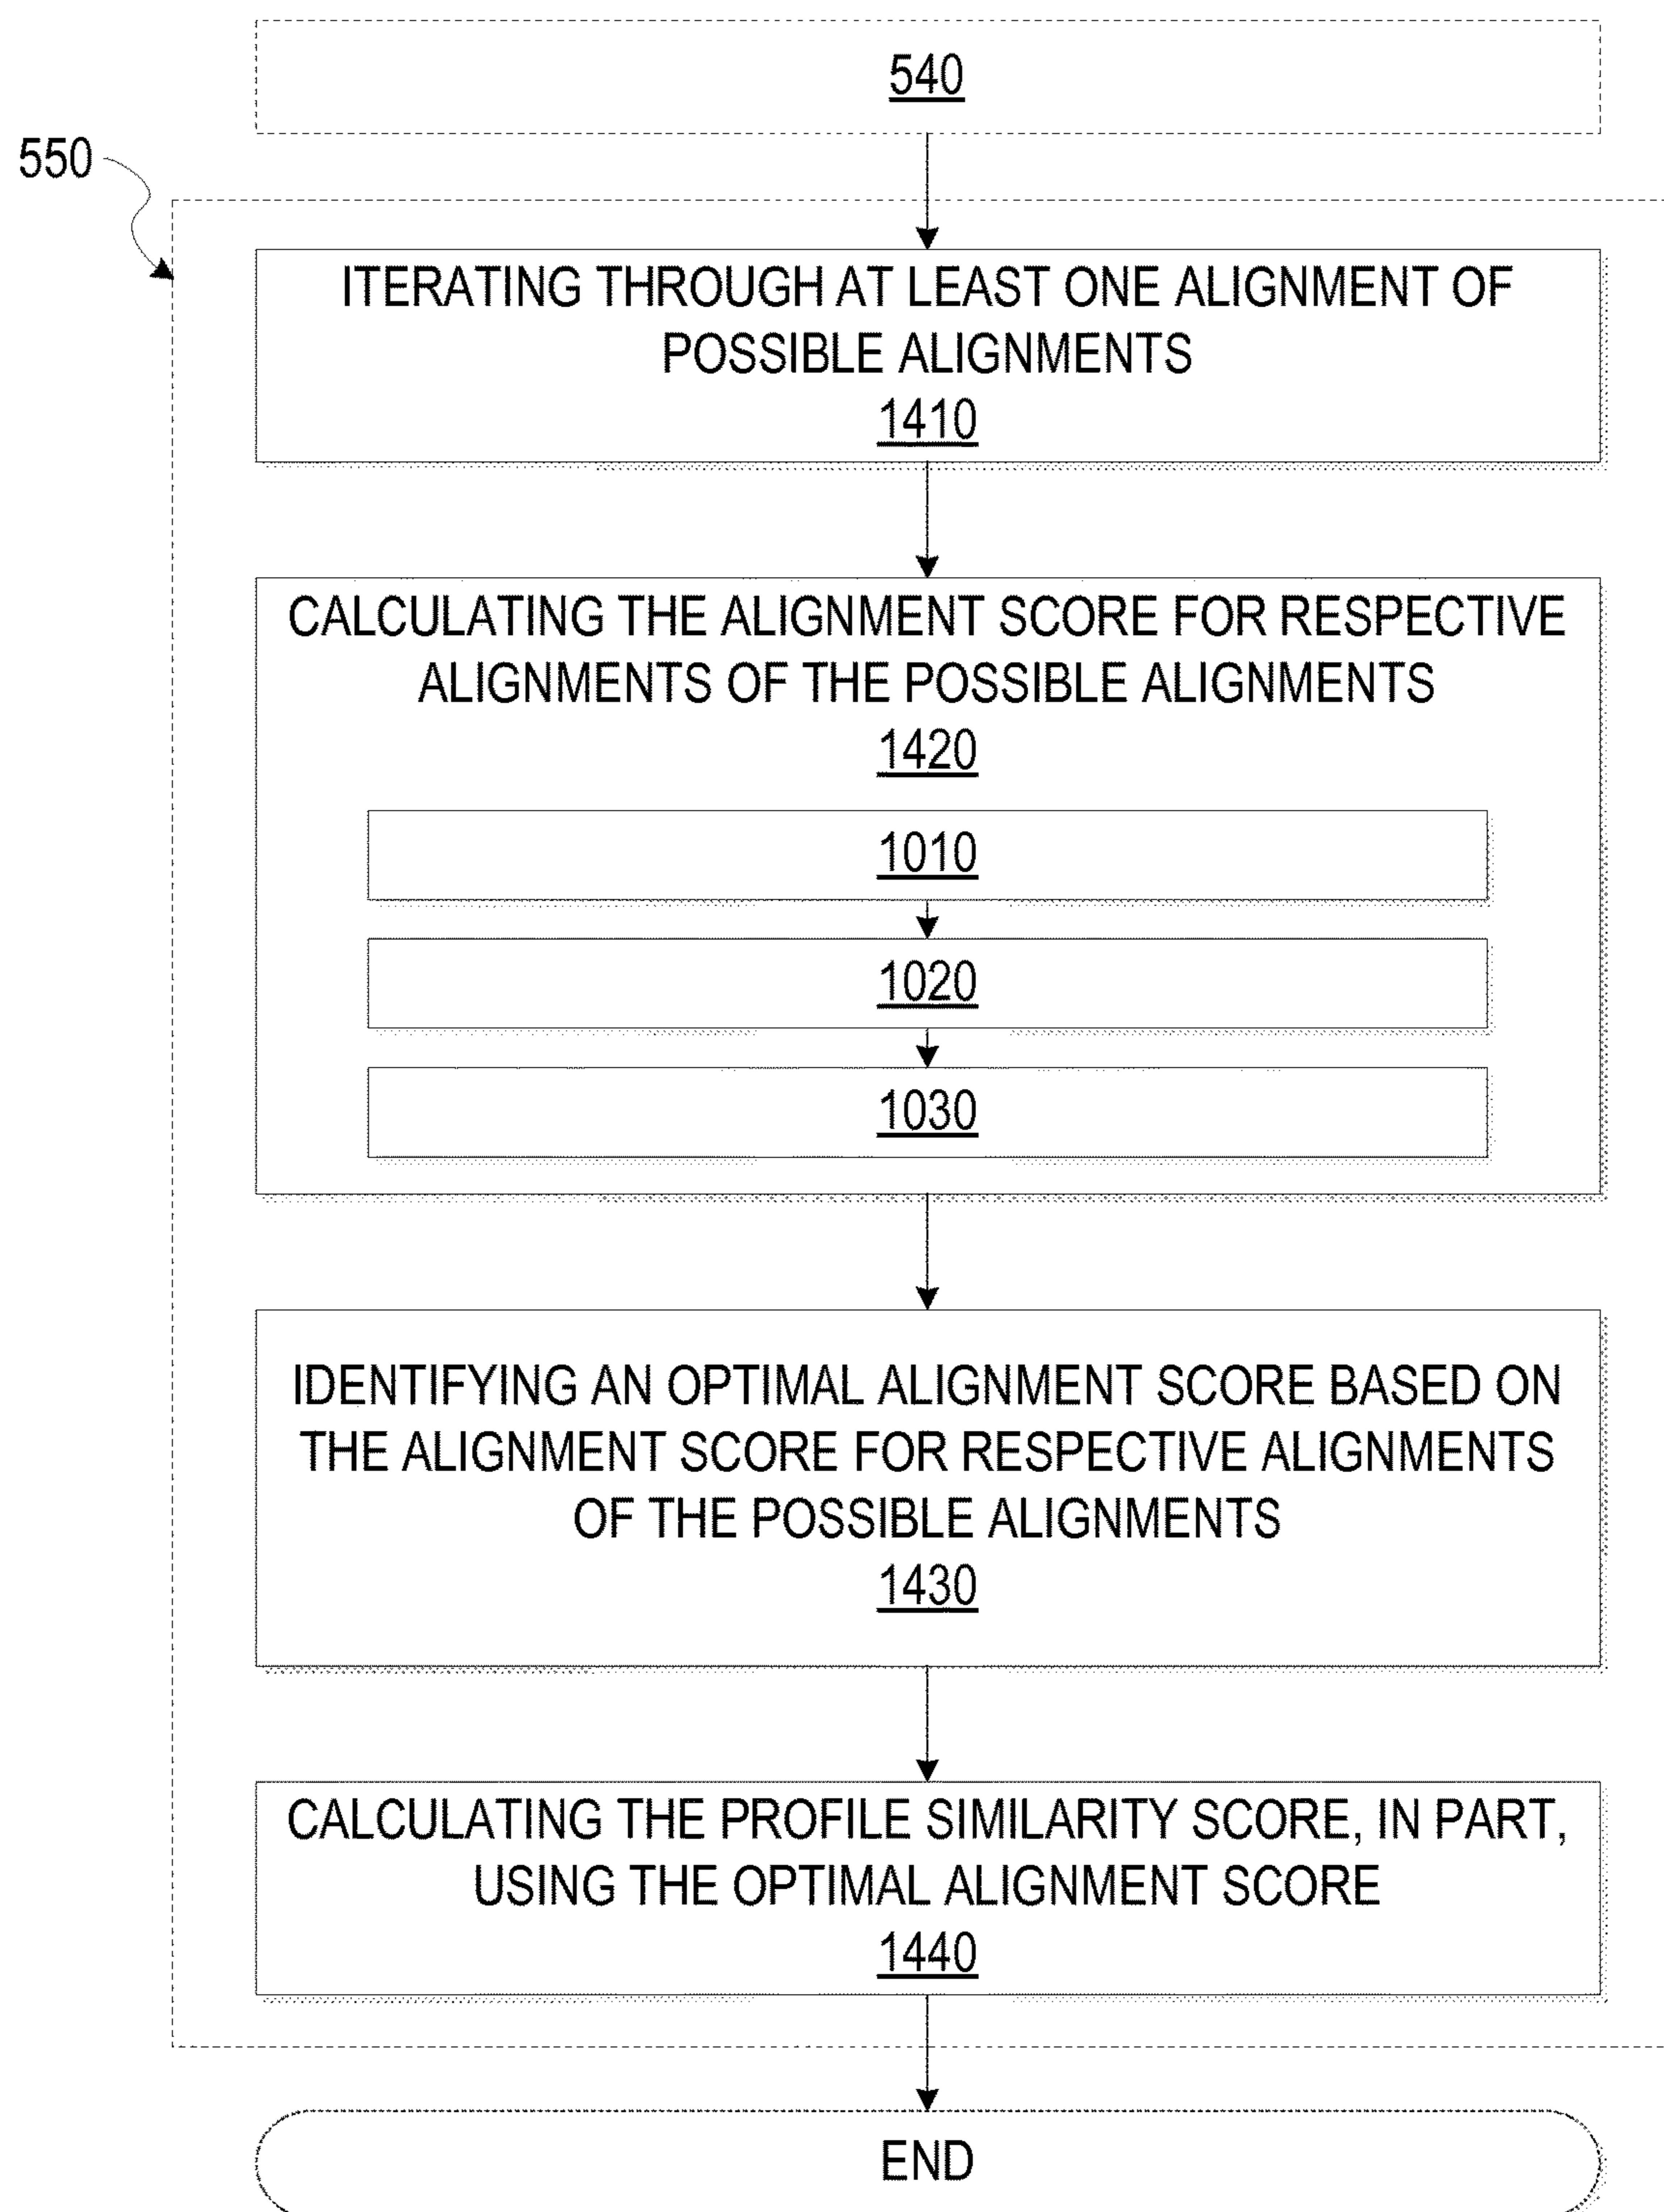 540
550
ITERATING THROUGH AT LEAST ONE ALIGNMENT OF
POSSIBLE ALIGNMENTS
1410
CALCULATING THE ALIGNMENT SCORE FOR RESPECTIVE
ALIGNMENTS OF THE POSSIBLE ALIGNMENTS
1420
1010
1020
1030
IDENTIFYING AN OPTIMAL ALIGNMENT SCORE BASED ON
THE ALIGNMENT SCORE FOR RESPECTIVE ALIGNMENTS
OF THE POSSIBLE ALIGNMENTS
1430
CALCULATING THE PROFILE SIMILARITY SCORE, IN PART,
USING THE OPTIMAL ALIGNMENT SCORE
1440
END